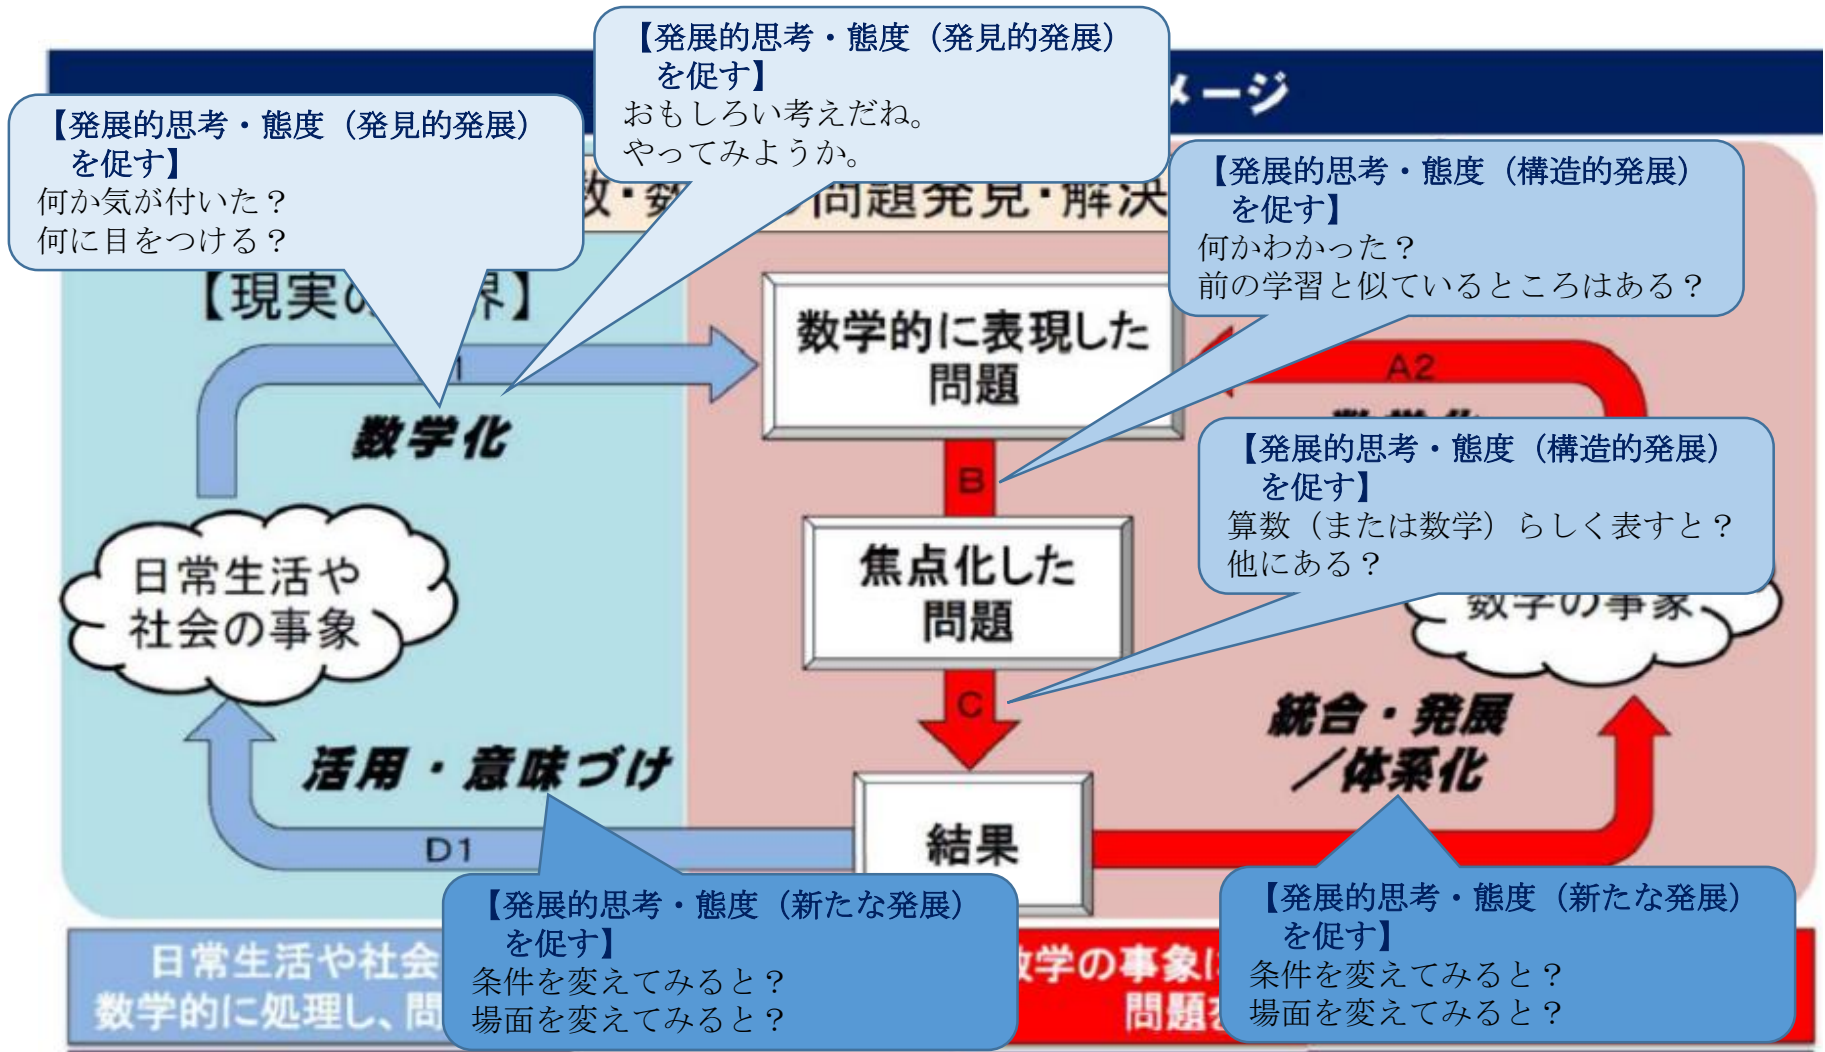 【発展的思考・態度（発見的発展）
を促す】
おもしろい考えだね。
やってみようか。
メージ
【発展的思考・態度（発見的発展）
を促す】
何か気が付いた？
何に目をつける？
問題発見・解決
【発展的思考・態度（構造的発展）
を促す】
何かわかった？
前の学習と似ているところはある？
【現実の 界】
数学的に表現した
問題
A2
数学化
B
【発展的思考・態度（構造的発展）
を促す】
算数（または数学）らしく表すと？
他にある？
日常生活や
社会の事象
焦点化した
問題
数学の事象
C
活用・意味づけ
統合・発展
／体系化
D1
結果
【発展的思考・態度（新たな発展）
を促す】
条件を変えてみると？
場面を変えてみると？
【発展的思考・態度（新たな発展）
を促す】
条件を変えてみると？
場面を変えてみると？
日常生活や社会
数学的に処理し、問
数学の事象に
問題を